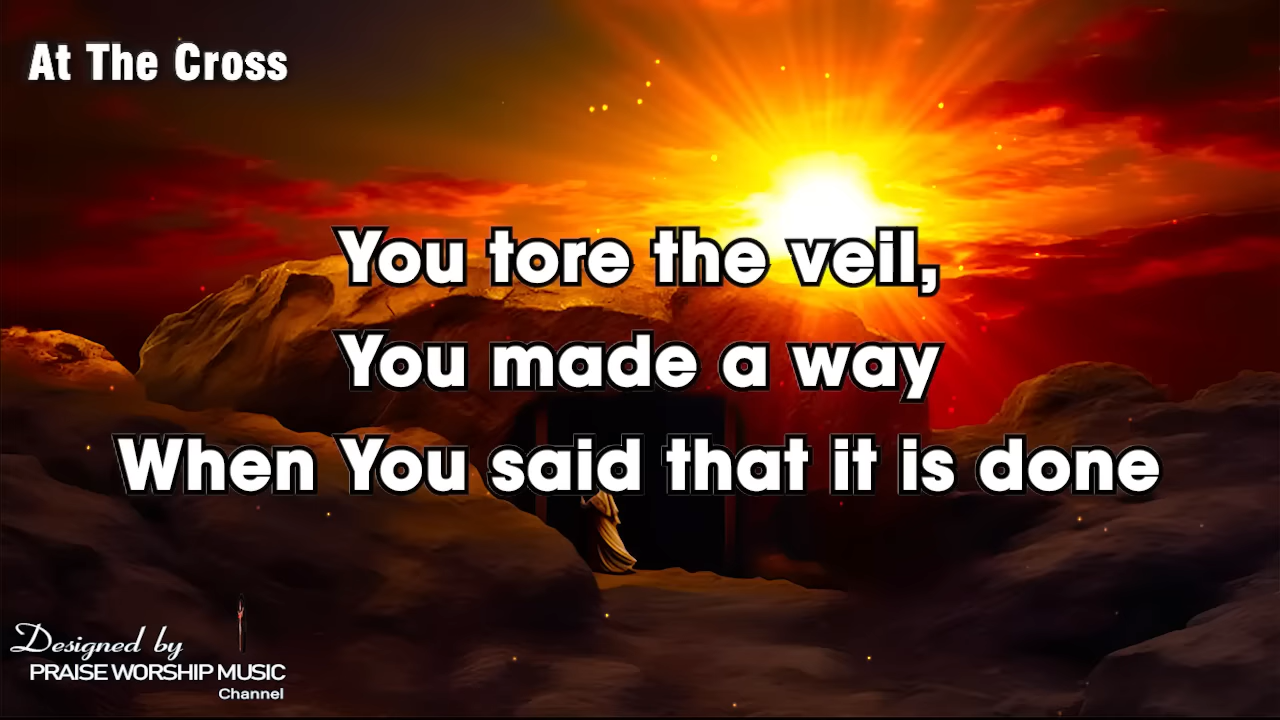 At The Cross
You tore the veil,
You made a way
When You said that it is done
Designed by
PRAISE WORSHIP MUSIC
Channel